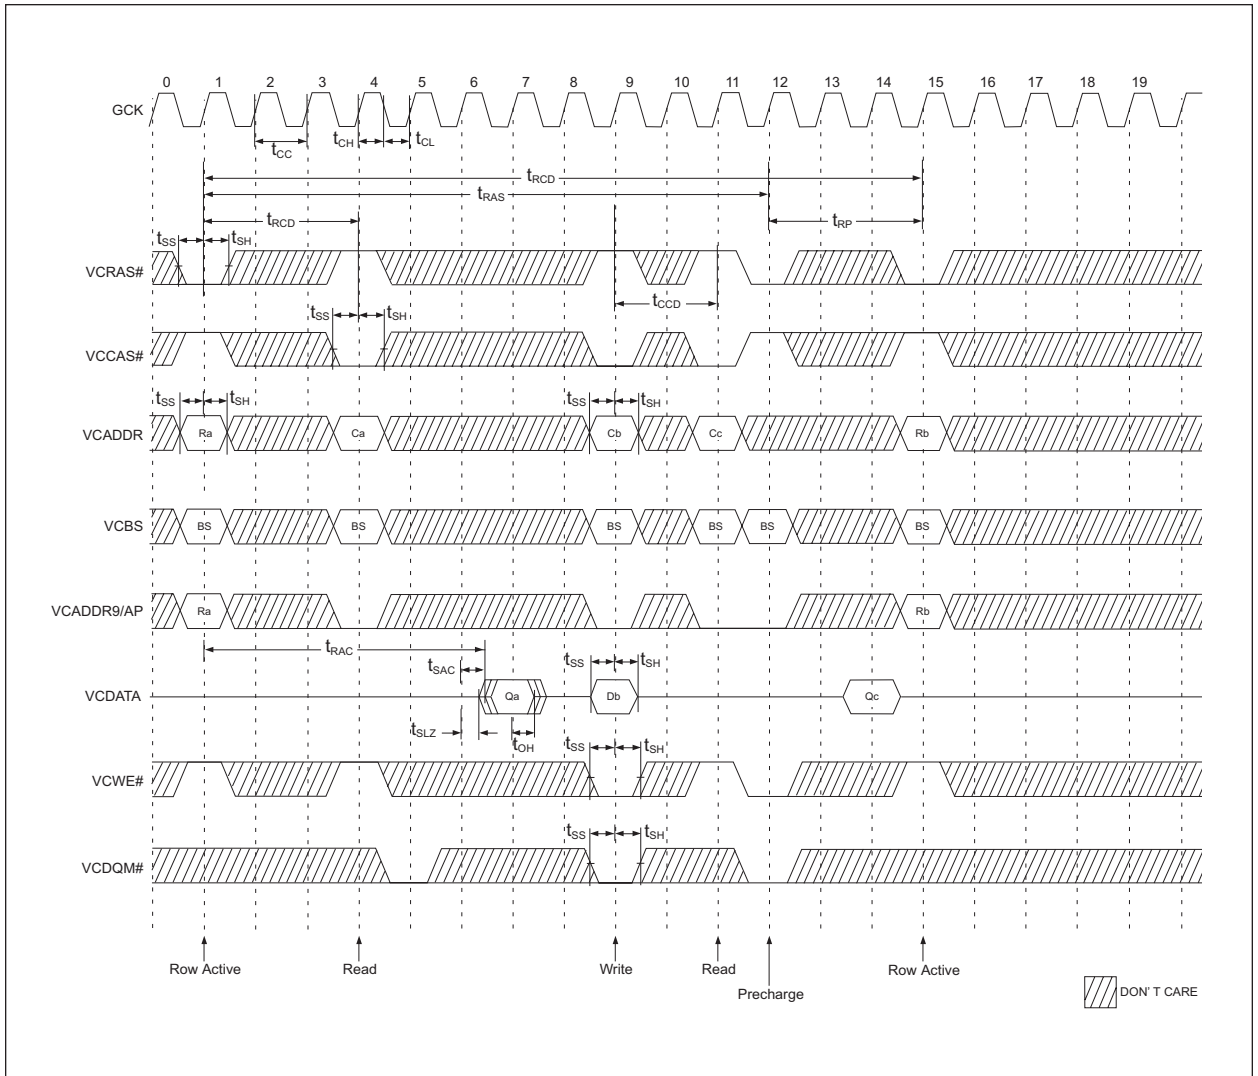 0 1 2 3 4 5 6 7 8 9 10 11 12 13 14 15 16 17 18 19
GCK
tCC tCH tCL
tRCD
tRAS
tRCD tRP
tSS tSH
VCRAS#
tSS tSH tCCD
VCCAS#
tSS tSH tSS tSH
VCADDR Ra Ca Cb Cc Rb
VCBS BS BS BS BS BS BS
VCADDR9/AP Ra Rb
tRAC
tSAC tSS tSH
VCDATA Qa Db Qc
tSLZ tOH tSS tSH
VCWE#
tSS tSH
VCDQM#
Row Active Read Write Read Row Active
Precharge
DON' T CARE